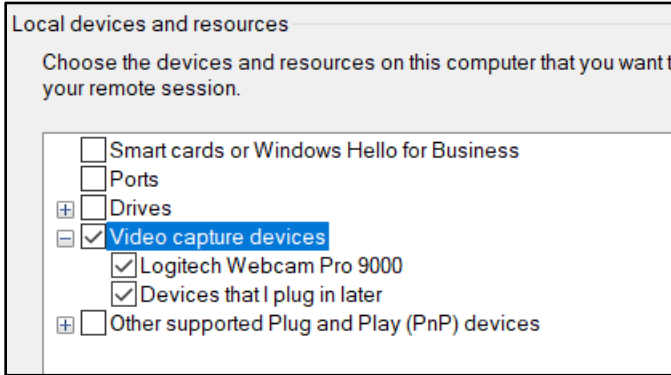 Local devices and resources
Choose the devices and resources on this computer that you want
your remote session.
Smart cards or Windows Hello for Business
Ports
Drives
Video capture devices
Logitech Webcam Pro 9000
Devices that I plug in later
Other supported Plug and Play (PnP) devices